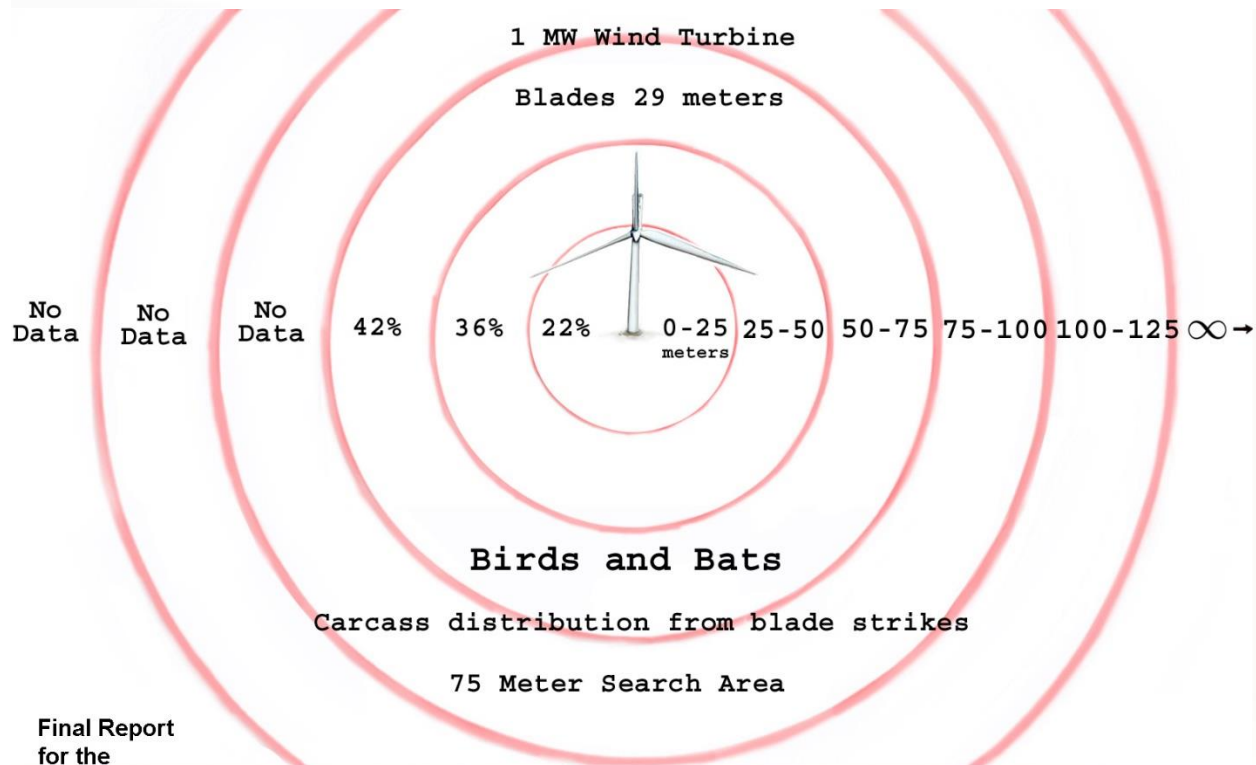 1 MW Wind Turbine
Blades 29 meters
No Data
No Data
No Data
42%
36%
22%
0-25 meters
25-50
50-75
75-100
100-125
∞→
Birds and Bats
Carcass distribution from blade strikes
75 Meter Search Area
Final Report
for the